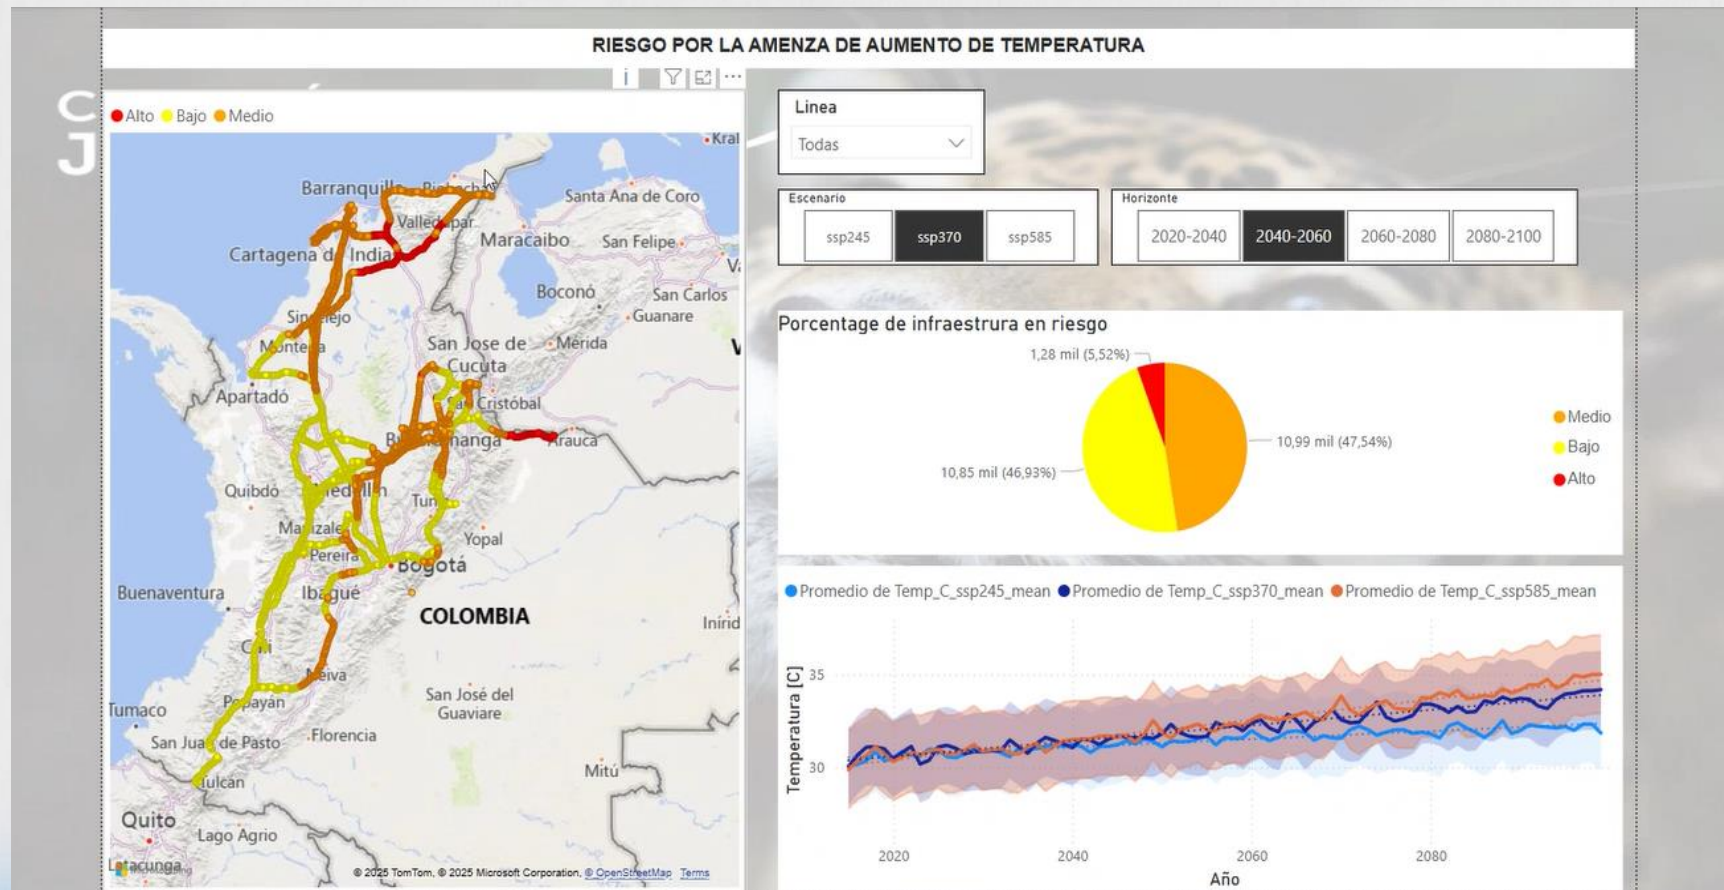 RIESGO POR LA AMENZA DE AUMENTO DE TEMPERATURA
C
J
Alto Bajo Medio
Kral
Barranquilla
Santa Ana de Coro
Valledupar
Maracaibo
San Felipe
Cartagena de India
Boconó
San Carlos
Guanare
Sincelejo
Montería
San Jose de
Cucuta
Mérida
Apartadó
San Cristóbal
Bucaramanga
Arauca
Quibdó
Medellín
Tun
Manizales
Yopal
Pereira
Bogotá
Buenaventura
Ibagué
COLOMBIA
Inírid
Cali
Neiva
Popayán
San José del
Guaviare
Tumaco
San Juan de Pasto
Florencia
Mitú
Tulcán
Quito
Lago Agrio
Latacunga
© 2025 TomTom, © 2025 Microsoft Corporation, © OpenStreetMap Terms
Linea
Todas
Escenario
ssp245 ssp370 ssp585
Horizonte
2020-2040 2040-2060 2060-2080 2080-2100
Porcentage de infraestrura en riesgo
1,28 mil (5,52%)
10,99 mil (47,54%)
10,85 mil (46,93%)
Medio
Bajo
Alto
Promedio de Temp_C_ssp245_mean Promedio de Temp_C_ssp370_mean Promedio de Temp_C_ssp585_mean
Temperatura [C]
35
30
2020 2040 2060 2080
Año